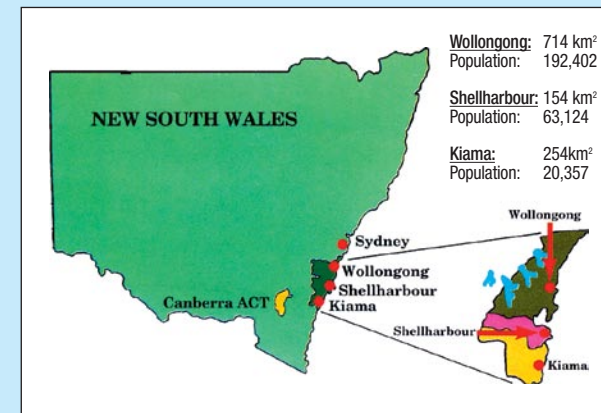 Wollongong: 714 km²
Population: 192,402
Shellharbour: 154 km²
Population: 63,124
Kiama: 254km²
Population: 20,357
NEW SOUTH WALES
Sydney
Wollongong
Shellharbour
Kiama
Canberra ACT
Wollongong
Shellharbour
Kiama